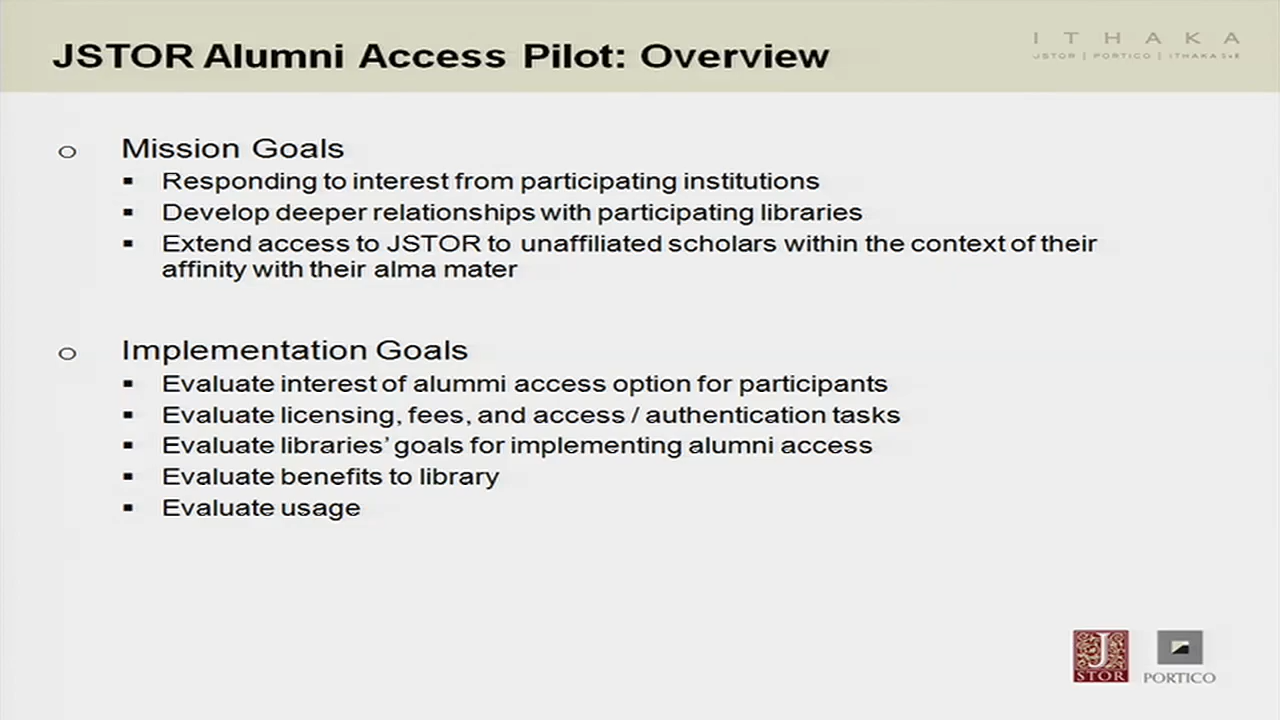 JSTOR Alumni Access Pilot: Overview
ITHAKA
JSTOR | PORTICO | ITHAKA S+R
Mission Goals
Responding to interest from participating institutions
Develop deeper relationships with participating libraries
Extend access to JSTOR to unaffiliated scholars within the context of their
affinity with their alma mater
Implementation Goals
Evaluate interest of alummi access option for participants
Evaluate licensing, fees, and access / authentication tasks
Evaluate libraries' goals for implementing alumni access
Evaluate benefits to library
Evaluate usage
J
STOR
PORTICO